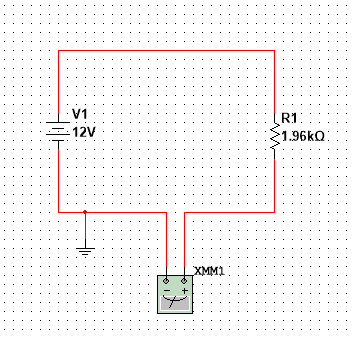 V1
12V
R1
1.96kΩ
XMM1
- +